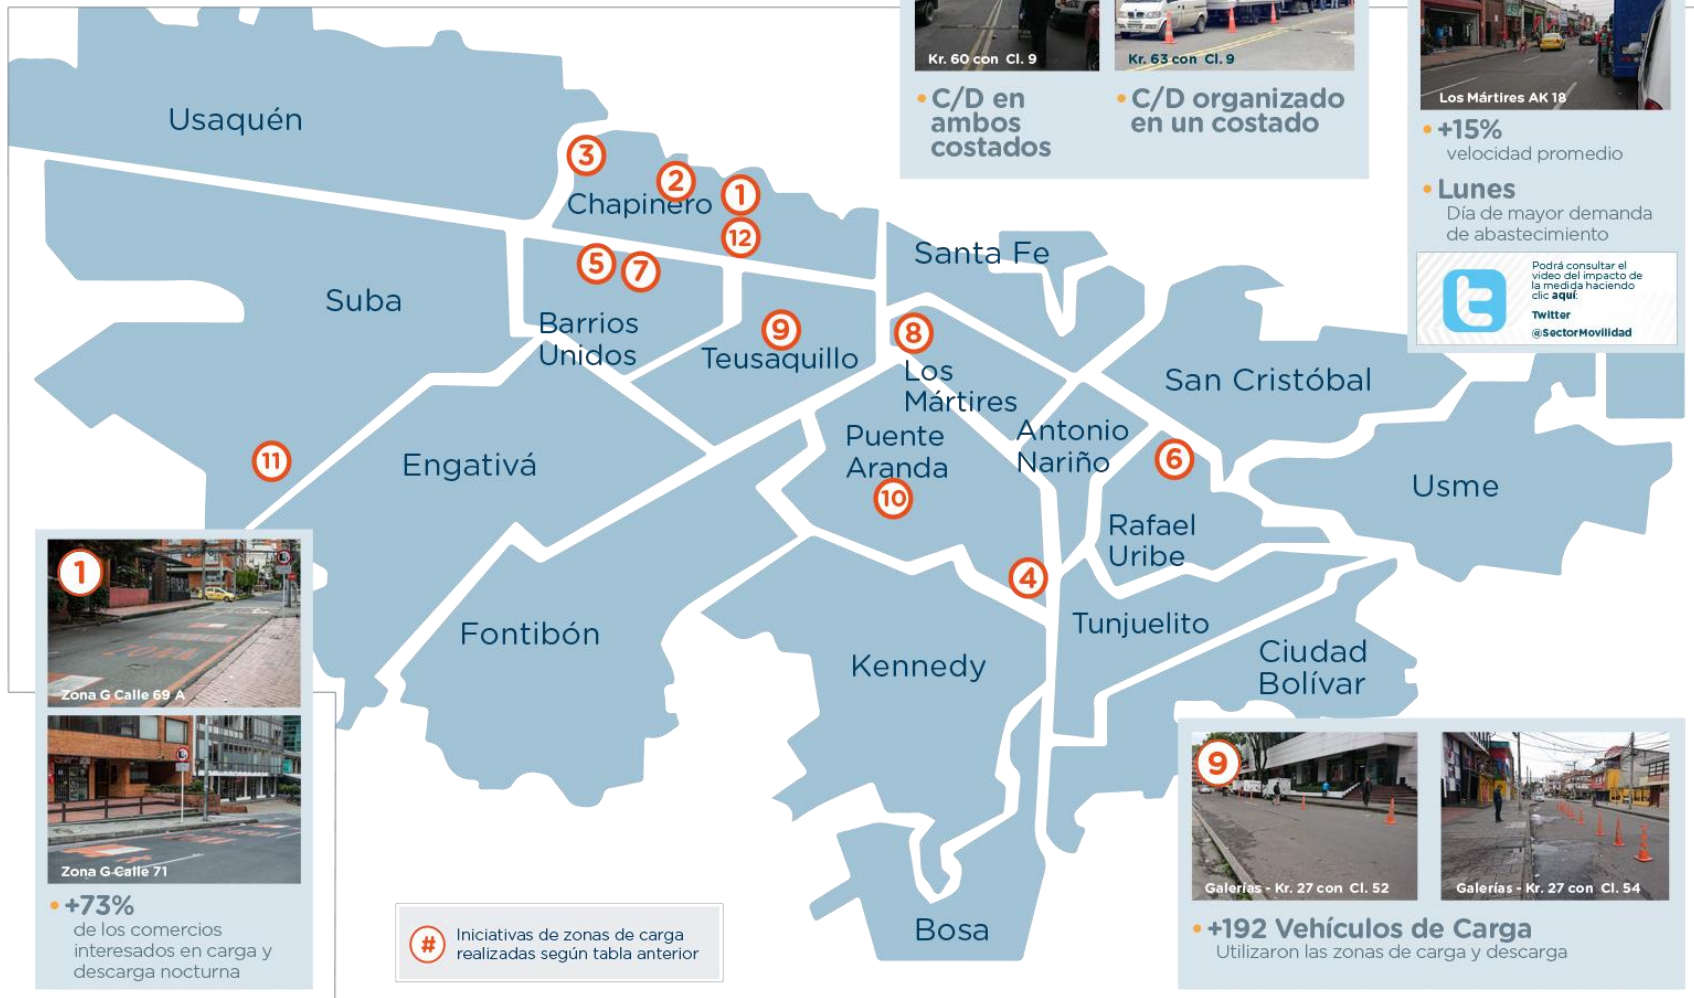 Kr. 60 con Cl. 9
Kr. 63 con Cl. 9
• C/D en
ambos
costados
• C/D organizado
en un costado
Los Mártires AK 18
• +15%
velocidad promedio
• Lunes
Día de mayor demanda
de abastecimiento
Podrá consultar el
video del impacto de
la medida haciendo
clic aquí:
Twitter
@SectorMovilidad
Usaquén
3
2
1
Chapinero
12
Santa Fe
5
7
Suba
Barrios
Unidos
9
Teusaquillo
8
Los
Mártires
San Cristóbal
Puente
Aranda
10
Antonio
Nariño
6
11
Engativá
Usme
Rafael
Uribe
4
Fontibón
Kennedy
Tunjuelito
Ciudad
Bolívar
Bosa
1
ZONA
Zona G Calle 69 A
Zona G Calle 71
• +73%
de los comercios
interesados en carga y
descarga nocturna
# Iniciativas de zonas de carga
realizadas según tabla anterior
9
Galerías - Kr. 27 con Cl. 52
Galerías - Kr. 27 con Cl. 54
• +192 Vehículos de Carga
Utilizaron las zonas de carga y descarga